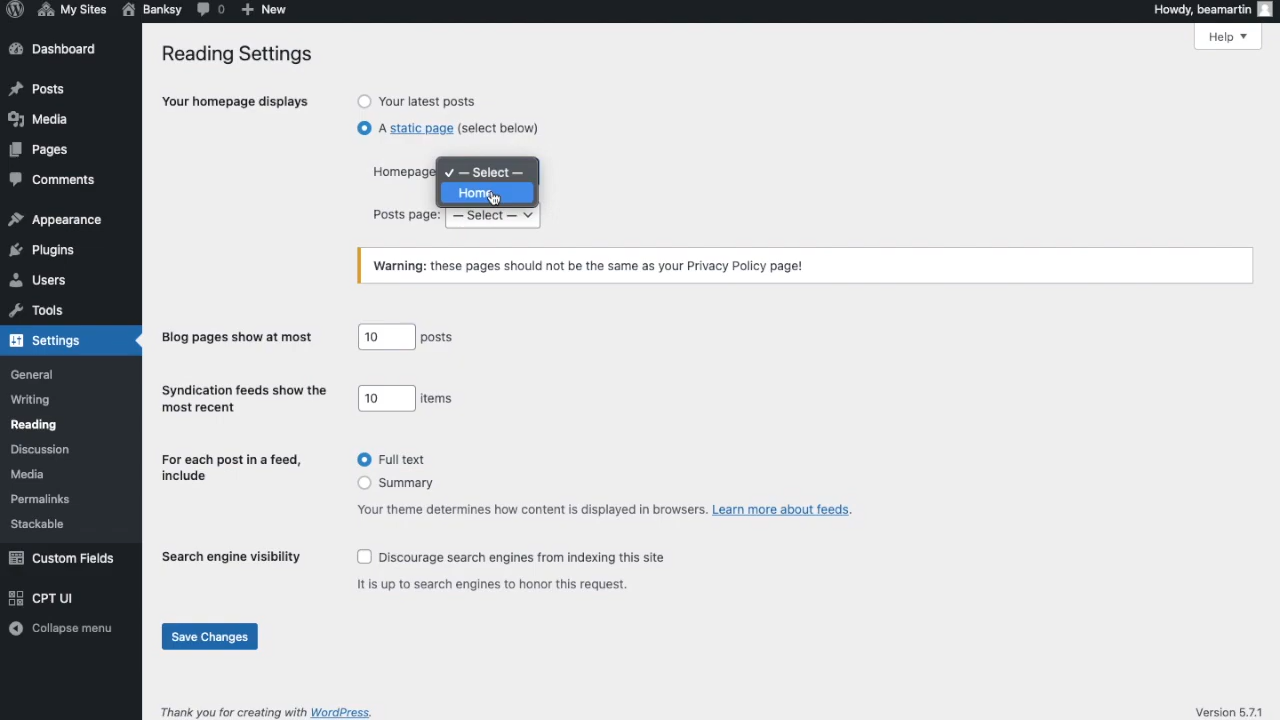 My Sites Banksy 0 New Howdy, beamartin
Help
Dashboard
Posts
Media
Pages
Comments
Appearance
Plugins
Users
Tools
Settings
General
Writing
Reading
Discussion
Media
Permalinks
Stackable
Custom Fields
CPT UI
Collapse menu
Reading Settings
Your homepage displays
Your latest posts
A static page (select below)
Homepage
— Select —
Home
Posts page: — Select —
Warning: these pages should not be the same as your Privacy Policy page!
Blog pages show at most 10 posts
Syndication feeds show the
most recent
10 items
For each post in a feed,
include
Full text
Summary
Your theme determines how content is displayed in browsers. Learn more about feeds.
Search engine visibility
Discourage search engines from indexing this site
It is up to search engines to honor this request.
Save Changes
Thank you for creating with WordPress. Version 5.7.1